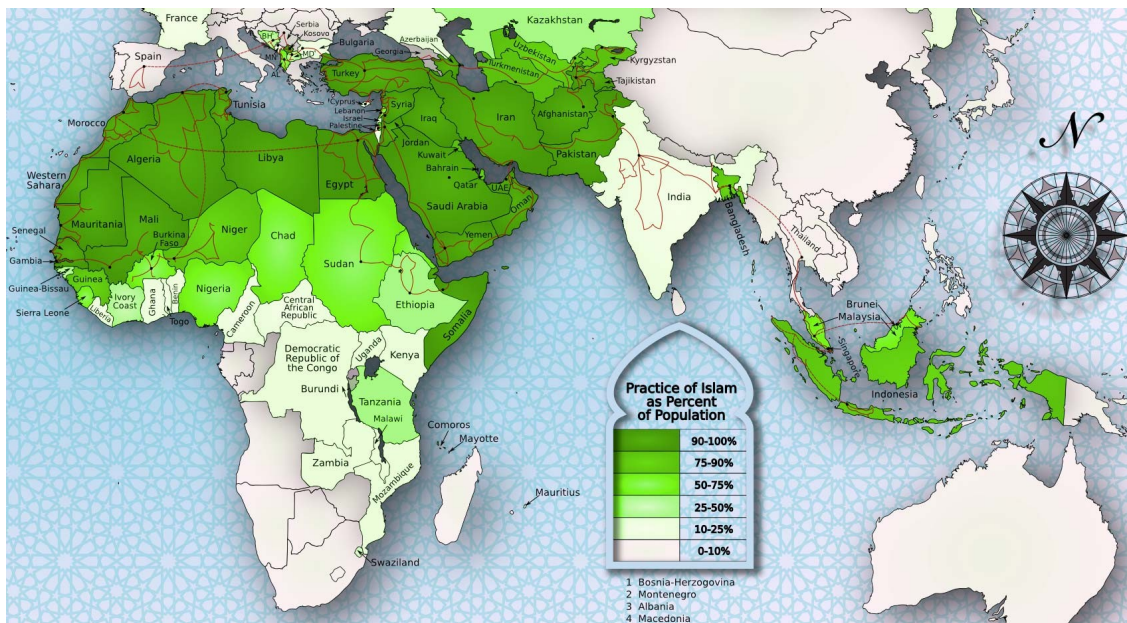 France
Kazakhstan
Serbia
Kosovo
BH
Azerbaijan
Uzbekistan
Bulgaria
Georgia
Spain
MN
MD
Kyrgyzstan
Turkmenistan
AL
Turkey
Tajikistan
Cyprus
Lebanon
Israel
Palestine
Syria
Tunisia
Iraq
Iran
Afghanistan
Morocco
Jordan
Kuwait
Pakistan
Algeria
Libya
Bahrain
Western
Sahara
Egypt
Qatar
UAE
India
Saudi Arabia
Oman
Bangladesh
Mauritania
Mali
Burkina
Faso
Niger
Chad
Yemen
Thailand
Senegal
Gambia
Sudan
Guinea
Guinea-Bissau
Ivory
Coast
Ghana
Benin
Nigeria
Ethiopia
Sierra Leone
Liberia
Togo
Cameroon
Central
African
Republic
Somalia
Brunei
Malaysia
Singapore
Indonesia
Democratic
Republic of
the Congo
Uganda
Kenya
Burundi
Tanzania
Malawi
Comoros
Mayotte
Zambia
Mozambique
Mauritius
Swaziland
N
Practice of Islam
as Percent
of Population
90-100%
75-90%
50-75%
25-50%
10-25%
0-10%
1 Bosnia-Herzogovina
2 Montenegro
3 Albania
4 Macedonia